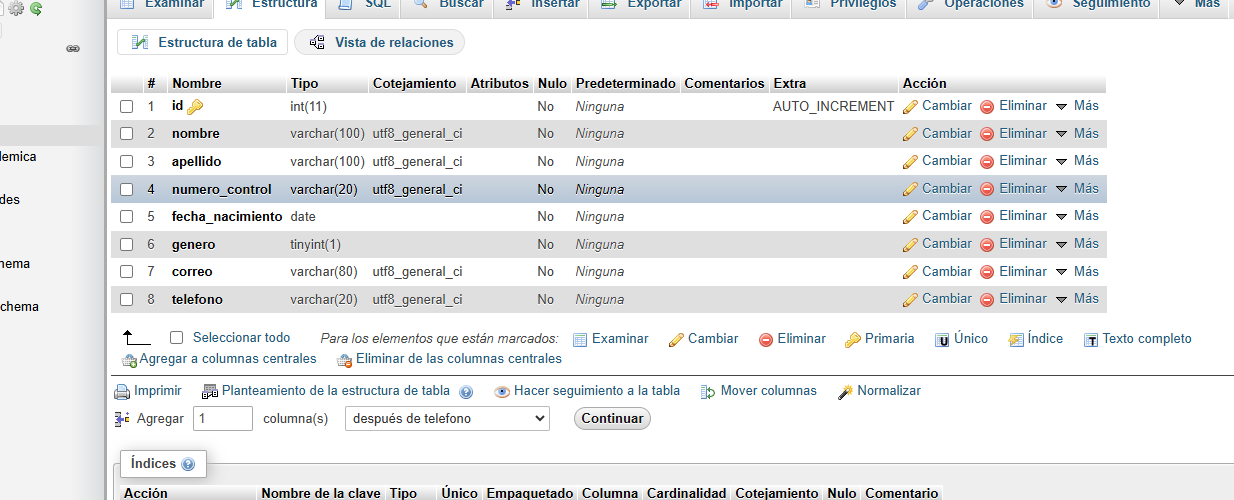 Examinar Estructura SQL Buscar Insertar Exportar Importar Privilegios Operaciones Seguimiento Más
Estructura de tabla Vista de relaciones
# Nombre Tipo Cotejamiento Atributos Nulo Predeterminado Comentarios Extra Acción
1 id int(11) No Ninguna AUTO_INCREMENT Cambiar Eliminar Más
2 nombre varchar(100) utf8_general_ci No Ninguna Cambiar Eliminar Más
3 apellido varchar(100) utf8_general_ci No Ninguna Cambiar Eliminar Más
4 numero_control varchar(20) utf8_general_ci No Ninguna Cambiar Eliminar Más
5 fecha_nacimiento date No Ninguna Cambiar Eliminar Más
6 genero tinyint(1) No Ninguna Cambiar Eliminar Más
7 correo varchar(80) utf8_general_ci No Ninguna Cambiar Eliminar Más
8 telefono varchar(20) utf8_general_ci No Ninguna Cambiar Eliminar Más
Seleccionar todo Para los elementos que están marcados: Examinar Cambiar Eliminar Primaria Único Índice Texto completo
Agregar a columnas centrales Eliminar de las columnas centrales
Imprimir Planteamiento de la estructura de tabla Hacer seguimiento a la tabla Mover columnas Normalizar
Agregar 1 columna(s) después de telefono Continuar
Índices
Acción Nombre de la clave Tipo Único Empaquetado Columna Cardinalidad Cotejamiento Nulo Comentario